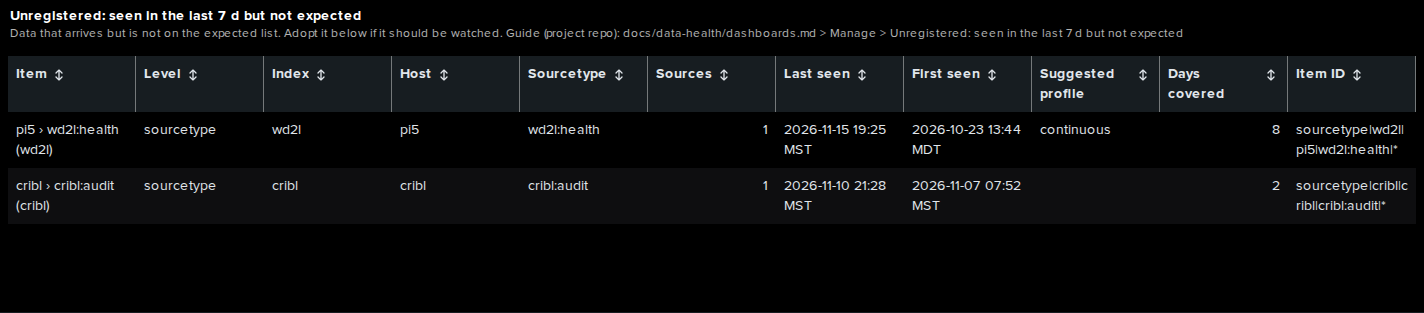 Unregistered: seen in the last 7 d but not expected
Data that arrives but is not on the expected list. Adopt it below if it should be watched. Guide (project repo): docs/data-health/dashboards.md > Manage > Unregistered: seen in the last 7 d but not expected
Item Level Index Host Sourcetype Sources Last seen First seen Suggested profile Days covered Item ID
pi5 › wd2l:health (wd2l) sourcetype wd2l pi5 wd2l:health 1 2026-11-15 19:25 MST 2026-10-23 13:44 MDT continuous 8 sourcetype|wd2l|pi5|wd2l:health|*
cribl › cribl:audit (cribl) sourcetype cribl cribl cribl:audit 1 2026-11-10 21:28 MST 2026-11-07 07:52 MST 2 sourcetype|cribl|cribl|cribl:audit|*